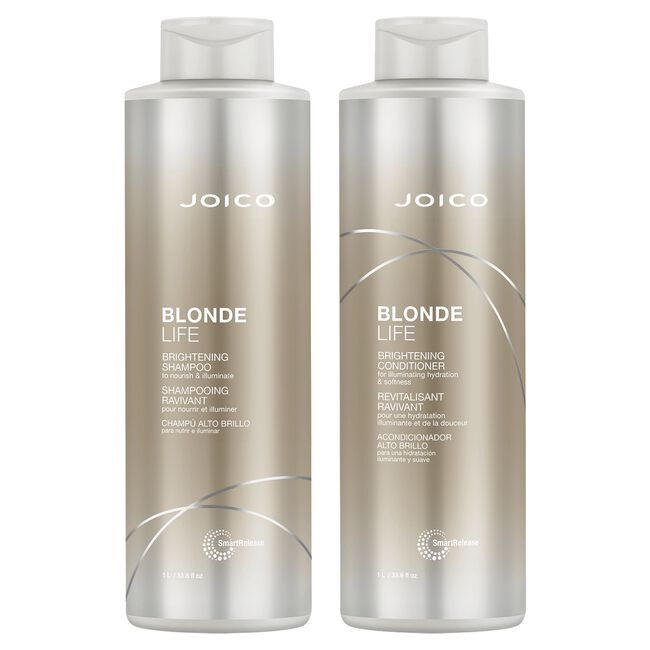 JOICO
BLONDE
LIFE
BRIGHTENING
SHAMPOO
to nourish & illuminate
SHAMPOOING
RAVIVANT
pour nourrir et illuminer
CHAMPÚ ALTO BRILLO
para nutrir e iluminar
SmartRelease
1 L / 33.8 fl oz
JOICO
BLONDE
LIFE
BRIGHTENING
CONDITIONER
for illuminating hydration
& softness
REVITALISANT
RAVIVANT
pour une hydratation
illuminante et de la douceur
ACONDICIONADOR
ALTO BRILLO
para una hidratación
iluminante y suave
SmartRelease
1 L / 33.8 fl oz